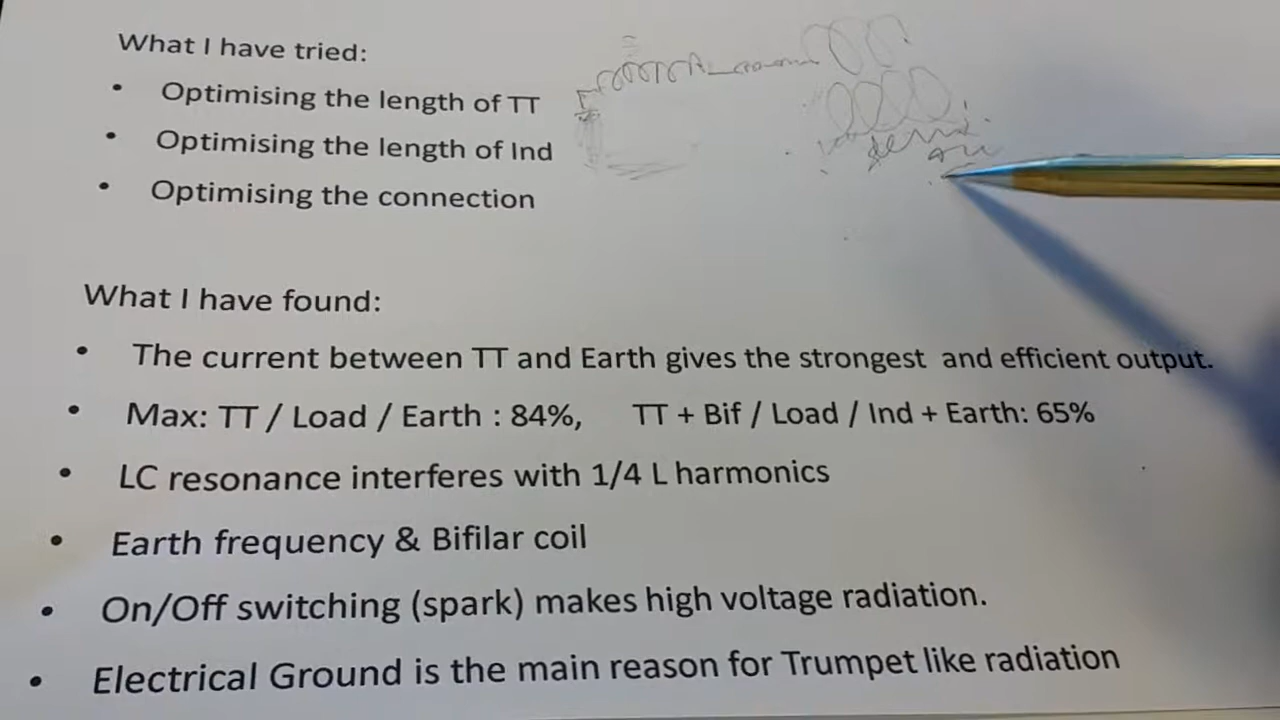 What I have tried:
• Optimising the length of TT
• Optimising the length of Ind
• Optimising the connection
What I have found:
• The current between TT and Earth gives the strongest and efficient output.
• Max: TT / Load / Earth : 84%, TT + Bif / Load / Ind + Earth: 65%
• LC resonance interferes with 1/4 L harmonics
• Earth frequency & Bifilar coil
• On/Off switching (spark) makes high voltage radiation.
• Electrical Ground is the main reason for Trumpet like radiation